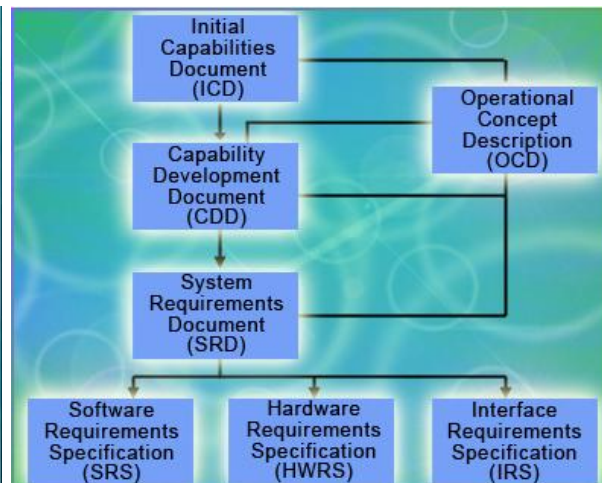 Initial
Capabilities
Document
(ICD)
Operational
Concept
Description
(OCD)
Capability
Development
Document
(CDD)
System
Requirements
Document
(SRD)
Software
Requirements
Specification
(SRS)
Hardware
Requirements
Specification
(HWRS)
Interface
Requirements
Specification
(IRS)